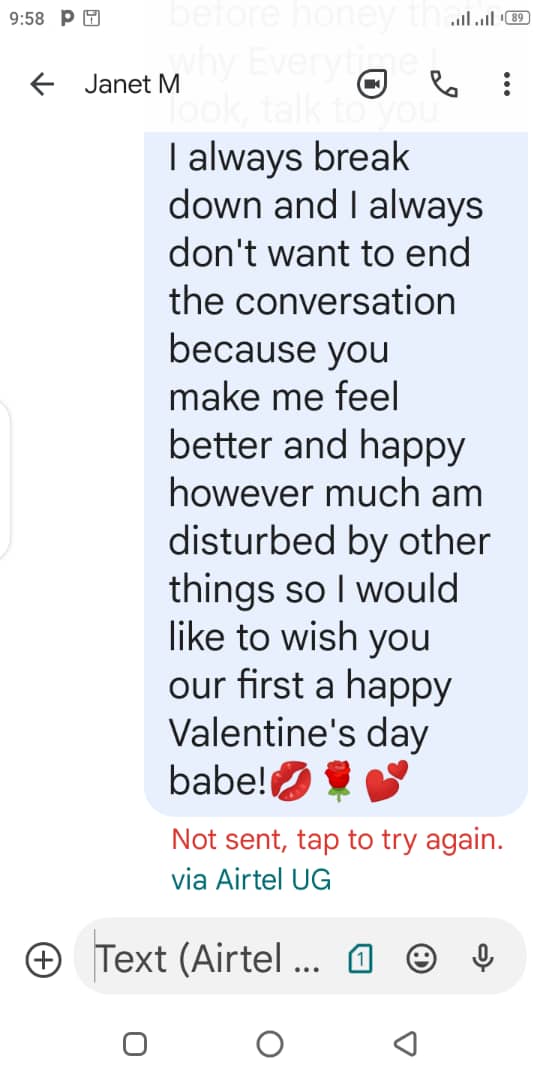 9:58 P 89
before honey tha
Janet M
why Everytime I
look, talk to you
I always break
down and I always
don't want to end
the conversation
because you
make me feel
better and happy
however much am
disturbed by other
things so I would
like to wish you
our first a happy
Valentine's day
babe!💋🌹💕
Not sent, tap to try again.
via Airtel UG
Text (Airtel ... 1